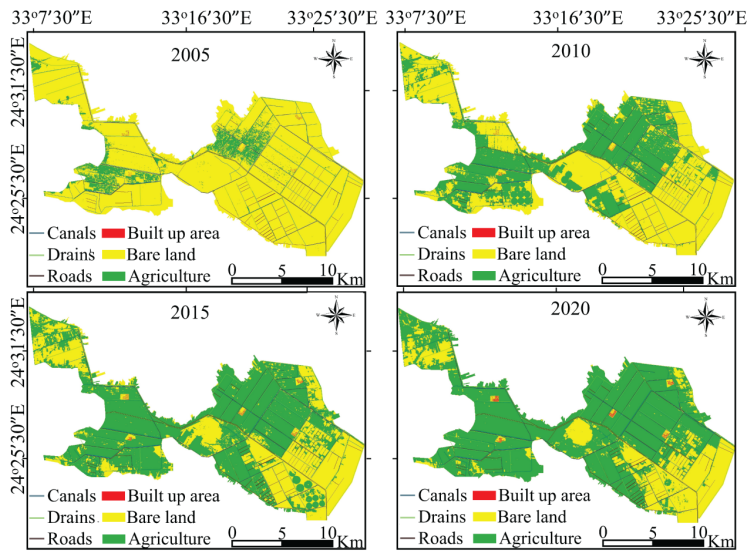 33°7′30″E 33°16′30″E 33°25′30″E 33°7′30″E 33°16′30″E 33°25′30″E
24°31′30″E
24°25′30″E
2005
N
W E
S
Canals Built up area
Drains Bare land
Roads Agriculture
0 5 10
Km
2010
N
W E
S
Canals Built up area
Drains Bare land
Roads Agriculture
0 5 10
Km
24°31′30″E
24°25′30″E
2015
N
W E
S
Canals Built up area
Drains Bare land
Roads Agriculture
0 5 10
Km
2020
N
W E
S
Canals Built up area
Drains Bare land
Roads Agriculture
0 5 10
Km